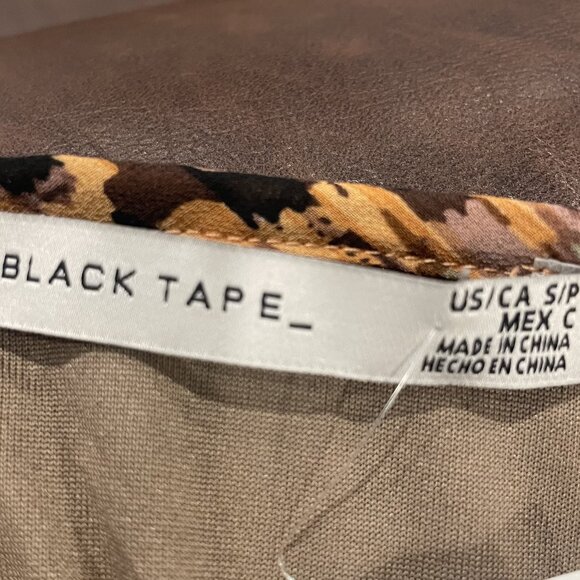 BLACK TAPE_
US/CA S/P
MEX C
MADE IN CHINA
HECHO EN CHINA